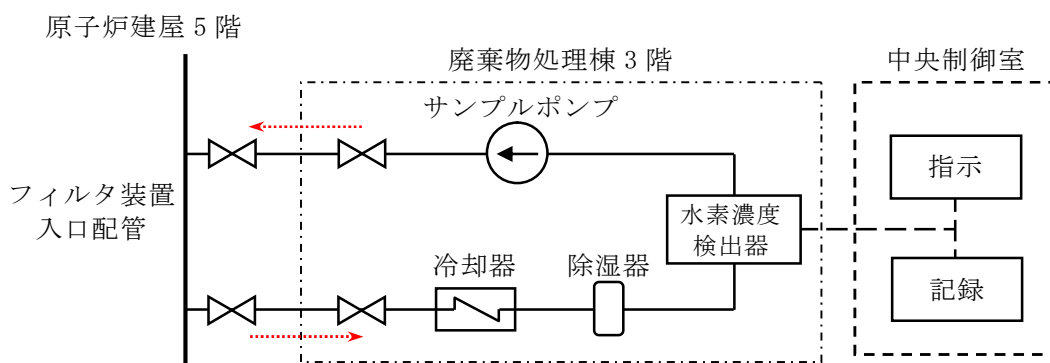 原子炉建屋 5 階
廃棄物処理棟 3 階
中央制御室
サンプルポンプ
指示
フィルタ装置
入口配管
水素濃度
検出器
冷却器
除湿器
記録